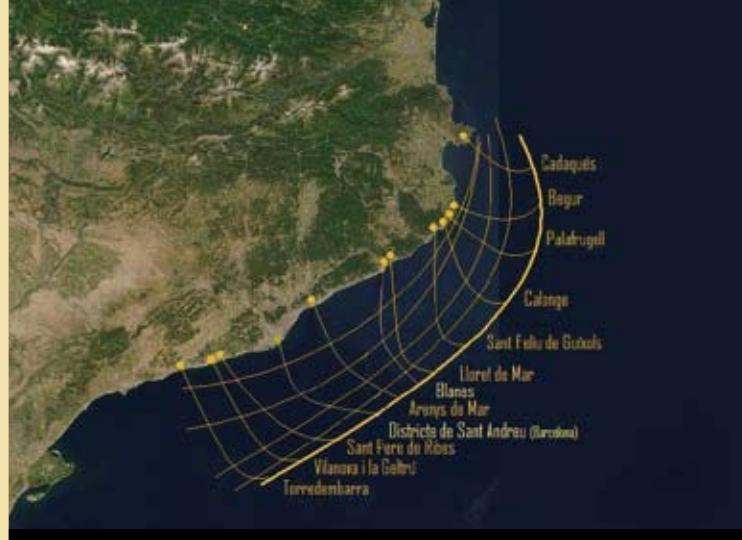 Cadaqués
Begur
Palafrugell
Calonge
Sant Feliu de Guíxols
Lloret de Mar
Blanes
Arenys de Mar
Districte de Sant Andreu (Barcelona)
Sant Pere de Ribes
Vilanova i la Geltrú
Torredembarra